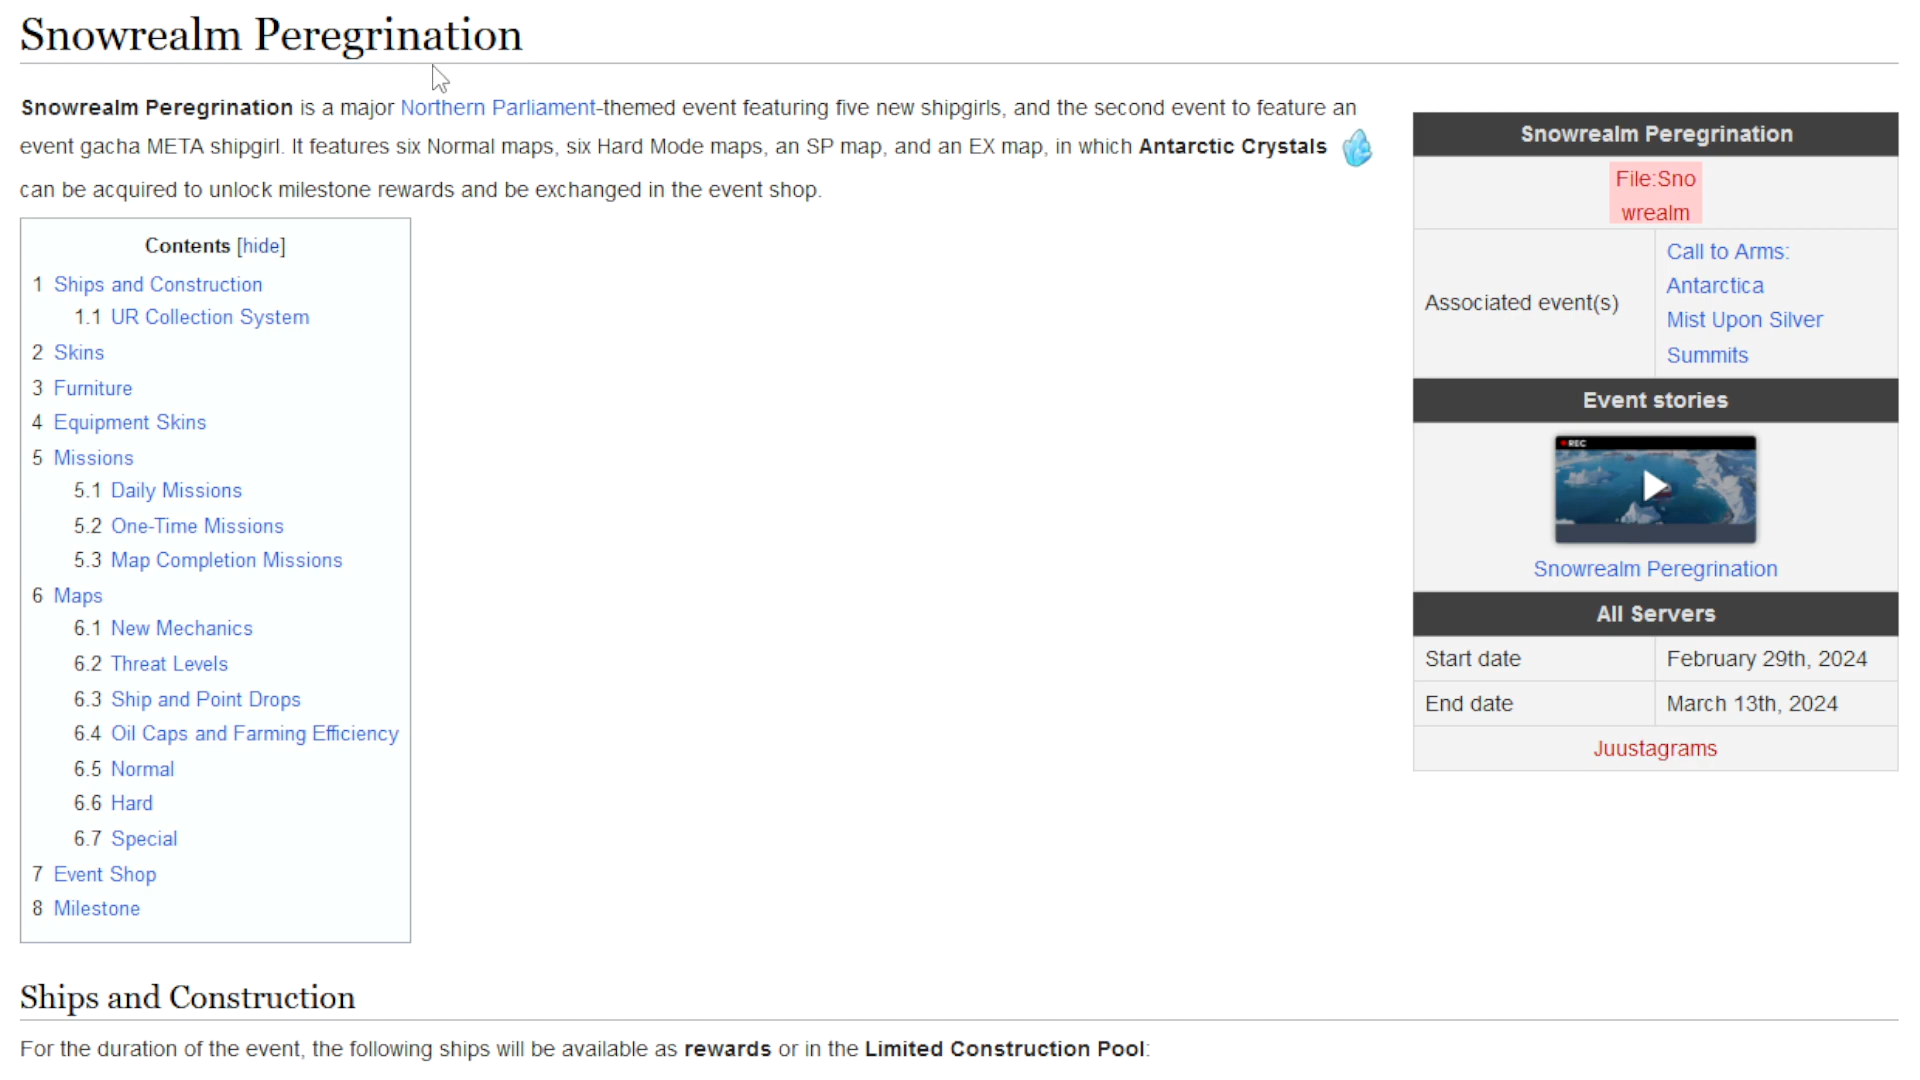 Snowrealm Peregrination
Snowrealm Peregrination is a major Northern Parliament-themed event featuring five new shipgirls, and the second event to feature an
event gacha META shipgirl. It features six Normal maps, six Hard Mode maps, an SP map, and an EX map, in which Antarctic Crystals
can be acquired to unlock milestone rewards and be exchanged in the event shop.
Contents [hide]
1 Ships and Construction
1.1 UR Collection System
2 Skins
3 Furniture
4 Equipment Skins
5 Missions
5.1 Daily Missions
5.2 One-Time Missions
5.3 Map Completion Missions
6 Maps
6.1 New Mechanics
6.2 Threat Levels
6.3 Ship and Point Drops
6.4 Oil Caps and Farming Efficiency
6.5 Normal
6.6 Hard
6.7 Special
7 Event Shop
8 Milestone
Snowrealm Peregrination
File:Sno
wrealm
Associated event(s)
Call to Arms:
Antarctica
Mist Upon Silver
Summits
Event stories
REC
Snowrealm Peregrination
All Servers
Start date February 29th, 2024
End date March 13th, 2024
Juustagrams
Ships and Construction
For the duration of the event, the following ships will be available as rewards or in the Limited Construction Pool: